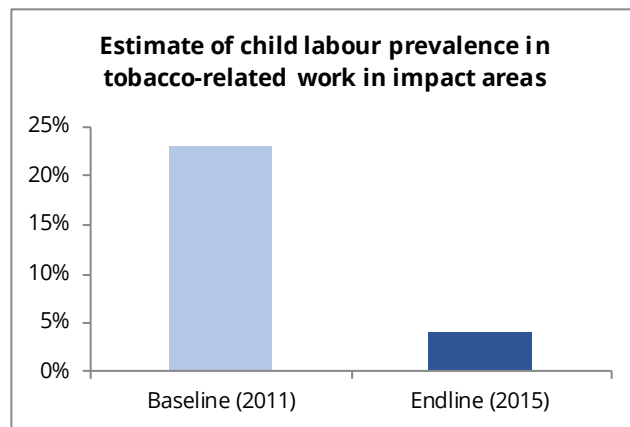 Estimate of child labour prevalence in
tobacco-related work in impact areas
25%
20%
15%
10%
5%
0%
Baseline (2011)
Endline (2015)